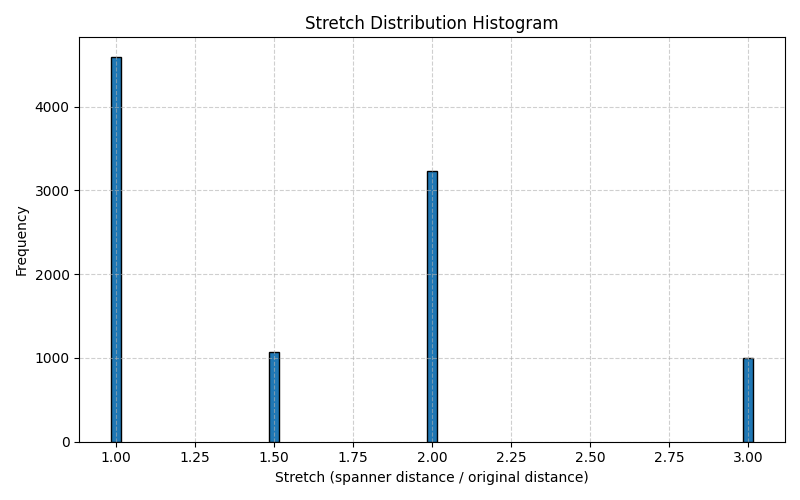 Stretch Distribution Histogram
Frequency
4000
3000
2000
1000
0
1.00 1.25 1.50 1.75 2.00 2.25 2.50 2.75 3.00
Stretch (spanner distance / original distance)